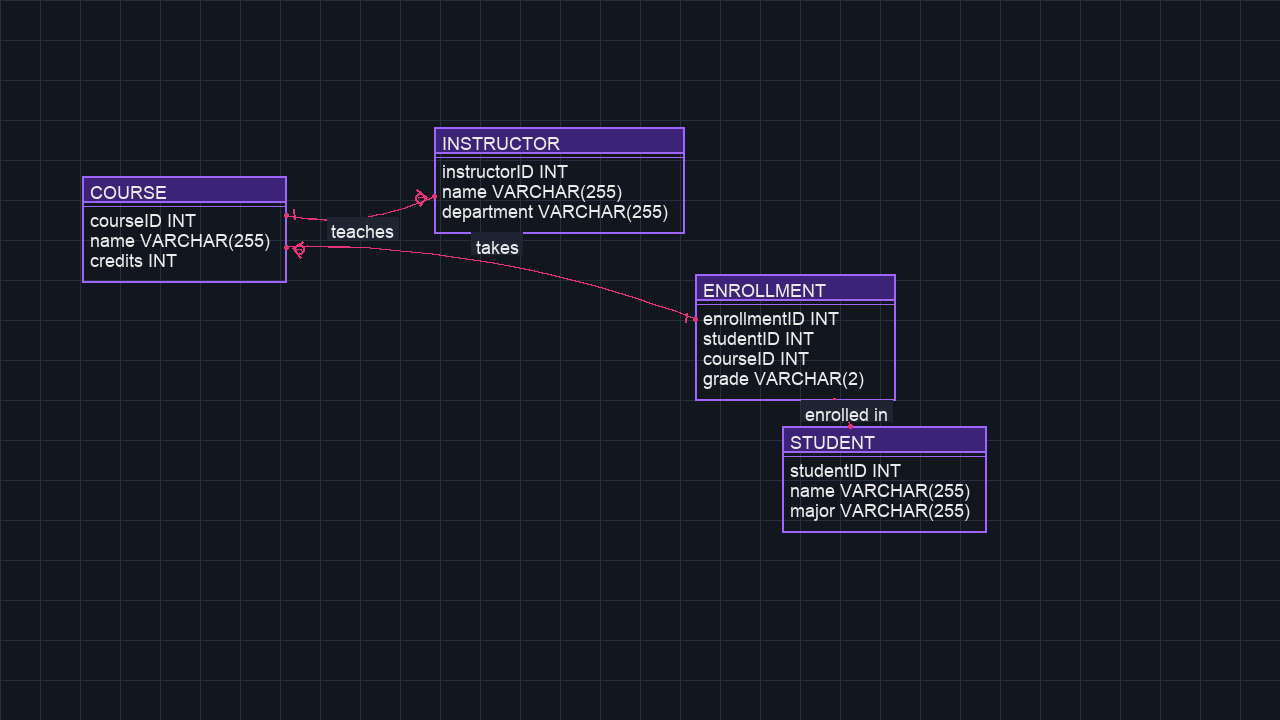 INSTRUCTOR
instructorID INT
name VARCHAR(255)
department VARCHAR(255)
COURSE
courseID INT
name VARCHAR(255)
credits INT
teaches
takes
ENROLLMENT
enrollmentID INT
studentID INT
courseID INT
grade VARCHAR(2)
enrolled in
STUDENT
studentID INT
name VARCHAR(255)
major VARCHAR(255)